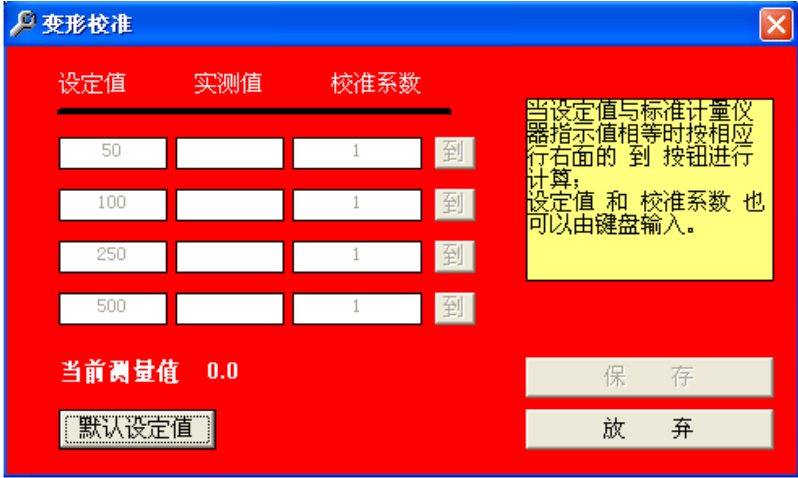 变形校准
设定值 实测值 校准系数
50 1 到
100 1 到
250 1 到
500 1 到
当设定值与标准计量仪
器指示值相等时按相应
行右面的 到 按钮进行
计算;
设定值 和 校准系数 也
可以由键盘输入。
当前测量值 0.0
保 存
默认设定值
放 弃